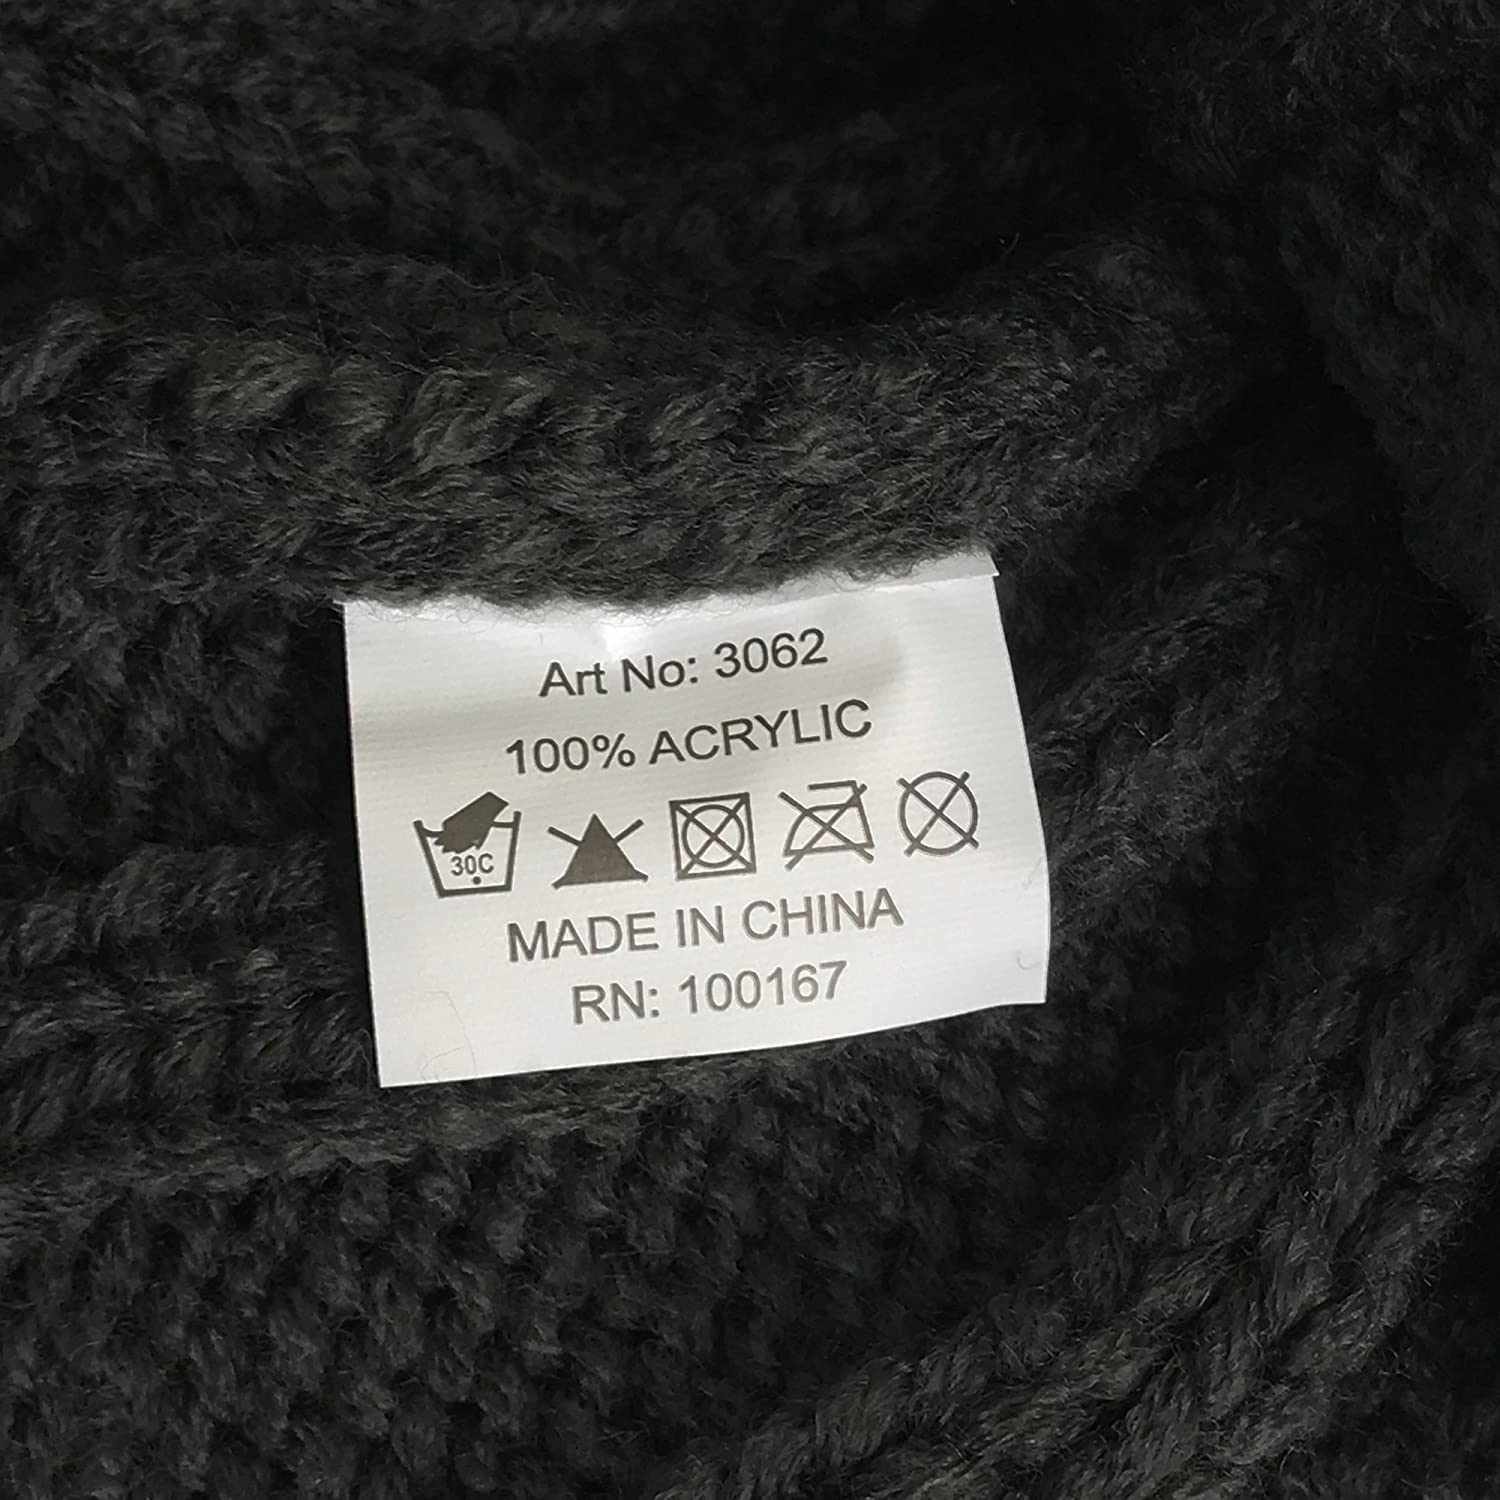 Art No: 3062
100% ACRYLIC
30C
MADE IN CHINA
RN: 100167